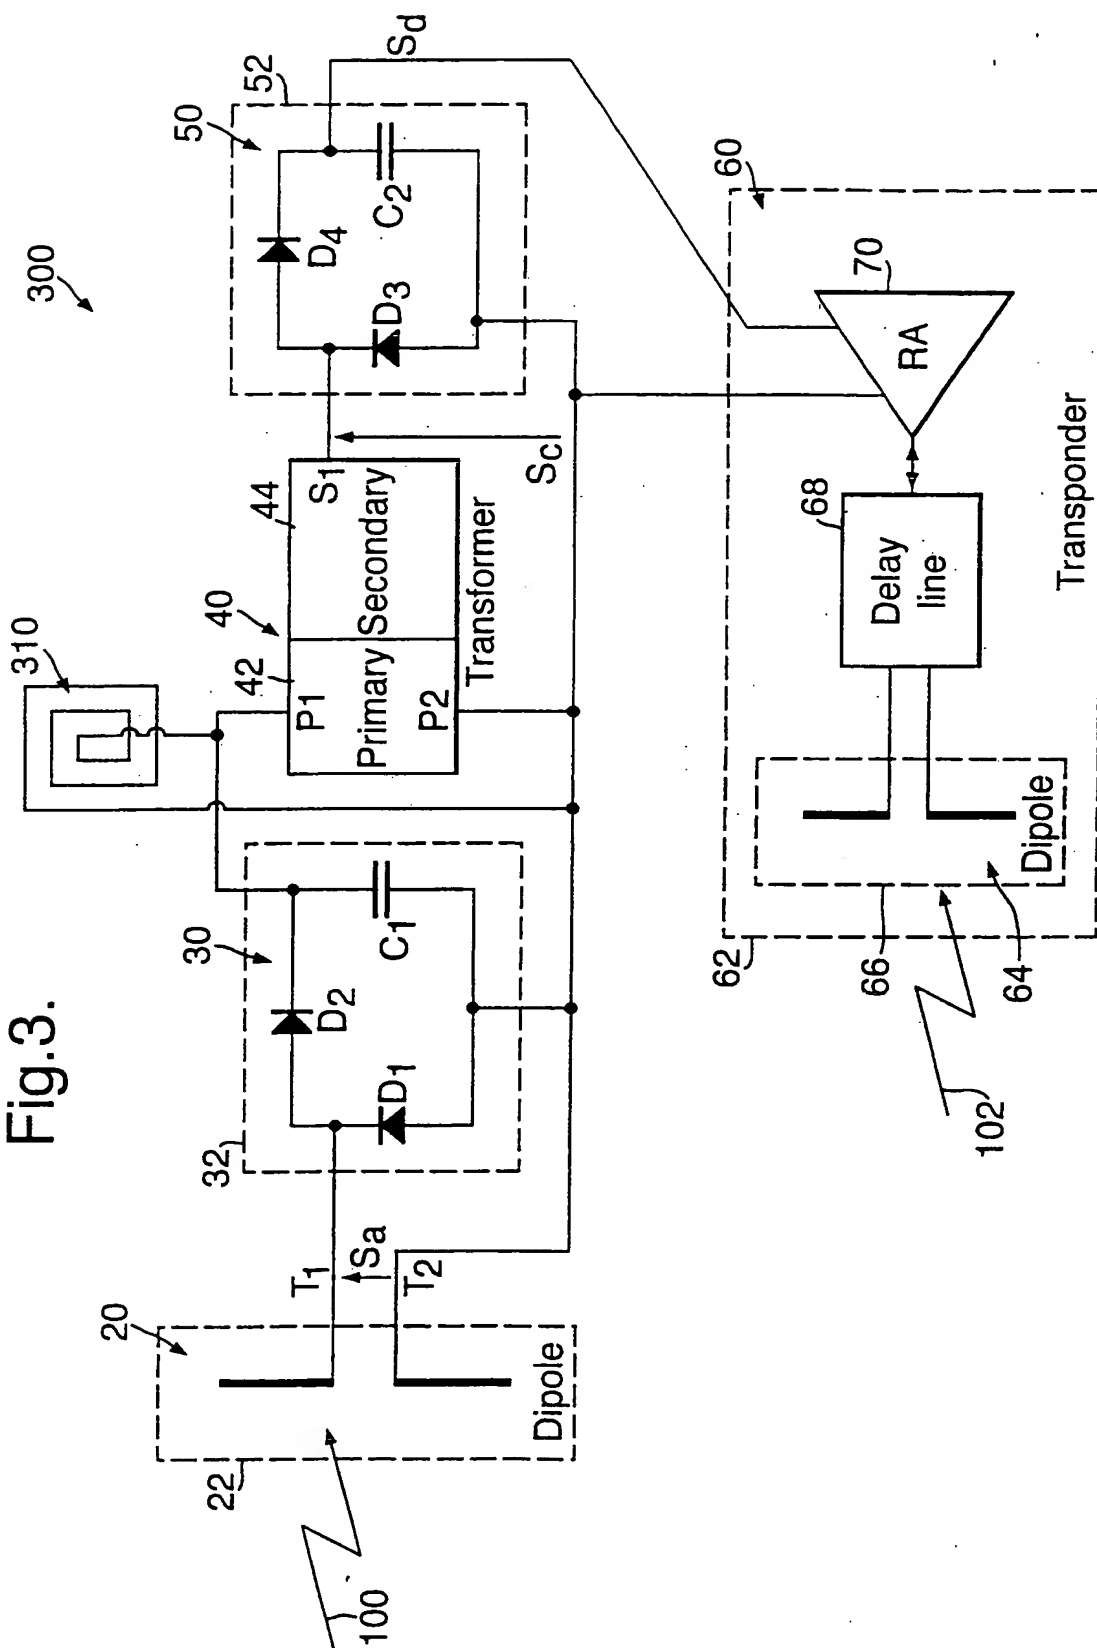 Fig.3.
300
310
20
22
100
Dipole
T1
Sa
T2
32
30
D2
D1
C1
40
42
44
P1
P2
Primary
Secondary
S1
Transformer
Sc
50
52
D4
D3
C2
Sd
60
62
66
64
102
Dipole
68
Delay
line
70
RA
Transponder